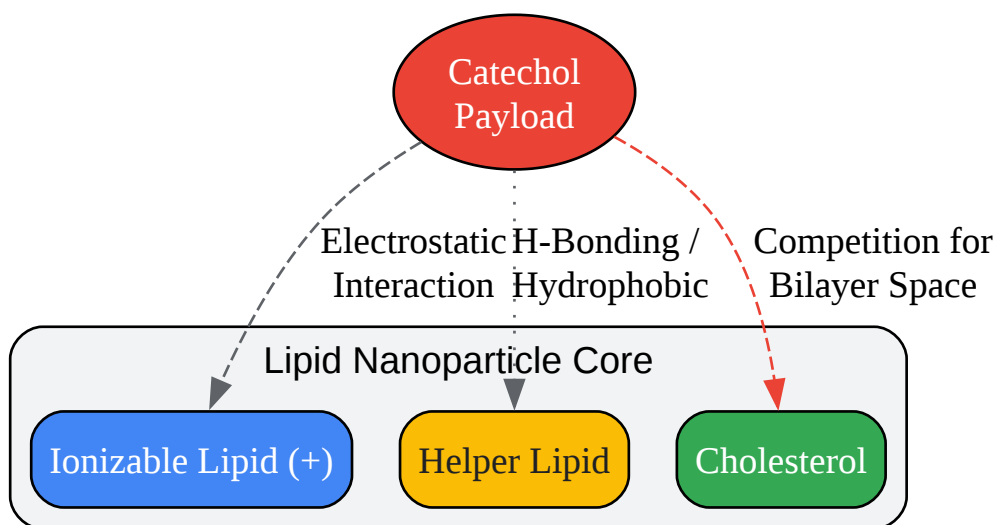 Catechol
Payload
Electrostatic
Interaction
H-Bonding /
Hydrophobic
Competition for
Bilayer Space
Lipid Nanoparticle Core
Ionizable Lipid (+)
Helper Lipid
Cholesterol